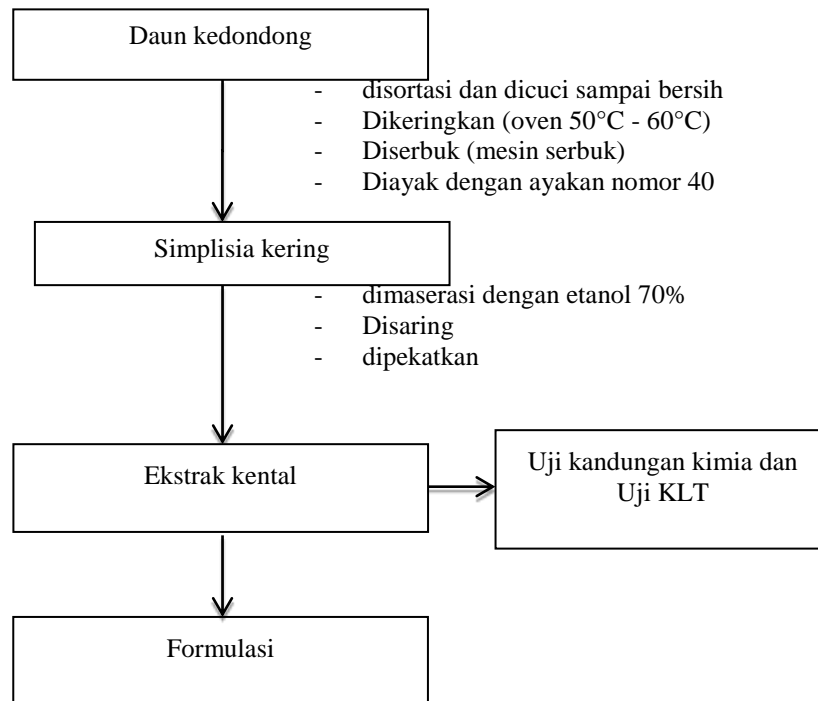 Daun kedondong
- disortasi dan dicuci sampai bersih
- Dikeringkan (oven 50°C - 60°C)
- Diserbuk (mesin serbuk)
- Diayak dengan ayakan nomor 40
Simplisia kering
- dimaserasi dengan etanol 70%
- Disaring
- dipekatkan
Ekstrak kental
Uji kandungan kimia dan
Uji KLT
Formulasi